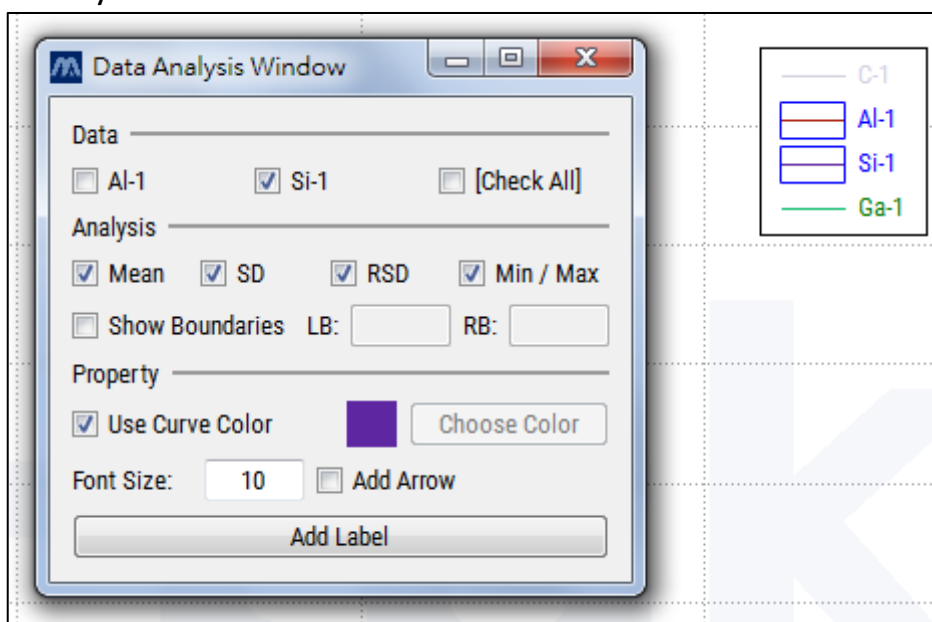 Data Analysis Window
Data
Al-1 Si-1 [Check All]
Analysis
Mean SD RSD Min / Max
Show Boundaries LB: RB:
Property
Use Curve Color Choose Color
Font Size: 10 Add Arrow
Add Label
C-1
Al-1
Si-1
Ga-1